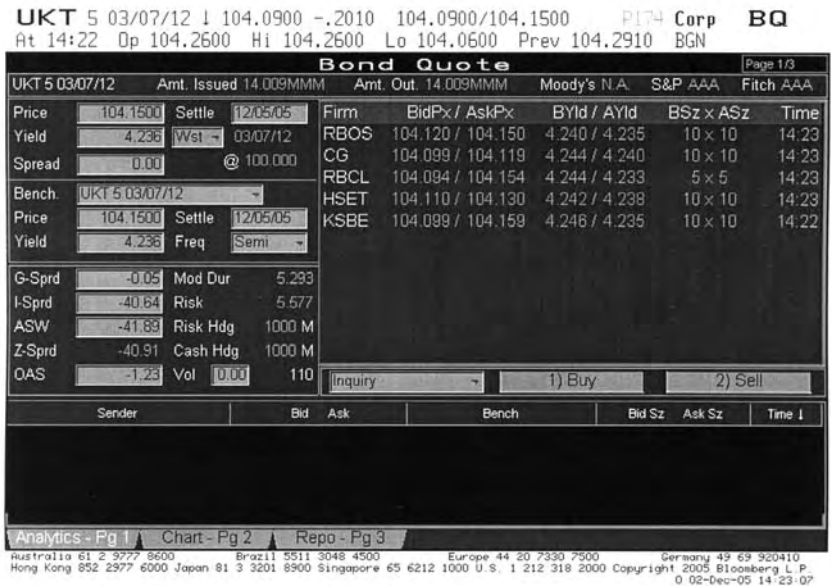 UKT 5 03/07/12 ↓ 104.0900 -.2010 104.0900/104.1500 P174 Corp BQ
At 14:22 Op 104.2600 Hi 104.2600 Lo 104.0600 Prev 104.2910 BGN
Bond Quote Page 1/3
UKT 5 03/07/12 Amt. Issued 14.009MMM Amt. Out. 14.009MMM Moody's N.A. S&P AAA Fitch AAA
Price 104.1500 Settle 12/05/05
Yield 4.236 Wst 03/07/12
Spread 0.00 @ 100.000
Bench. UKT 5 03/07/12
Price 104.1500 Settle 12/05/05
Yield 4.236 Freq Semi
G-Sprd -0.05 Mod Dur 5.293
I-Sprd -40.64 Risk 5.577
ASW -41.89 Risk Hdg 1000 M
Z-Sprd -40.91 Cash Hdg 1000 M
OAS -1.23 Vol 0.00 110
Firm BidPx / AskPx BYld / AYld BSz x ASz Time
RBOS 104.120 / 104.150 4.240 / 4.235 10 x 10 14:23
CG 104.099 / 104.119 4.244 / 4.240 10 x 10 14:23
RBCL 104.094 / 104.154 4.244 / 4.233 5 x 5 14:23
HSET 104.110 / 104.130 4.242 / 4.238 10 x 10 14:23
KSBE 104.099 / 104.159 4.246 / 4.235 10 x 10 14:22
Inquiry 1) Buy 2) Sell
Sender Bid Ask Bench Bid Sz Ask Sz Time ↓
Analytics - Pg 1 Chart - Pg 2 Repo - Pg 3
Australia 61 2 9777 8600 Brazil 5511 3048 4500 Europe 44 20 7330 7500 Germany 49 69 920410
Hong Kong 852 2977 6000 Japan 81 3 3201 8900 Singapore 65 6212 1000 U.S. 1 212 318 2000 Copyright 2005 Bloomberg L.P.
0 02-Dec-05 14:23:07